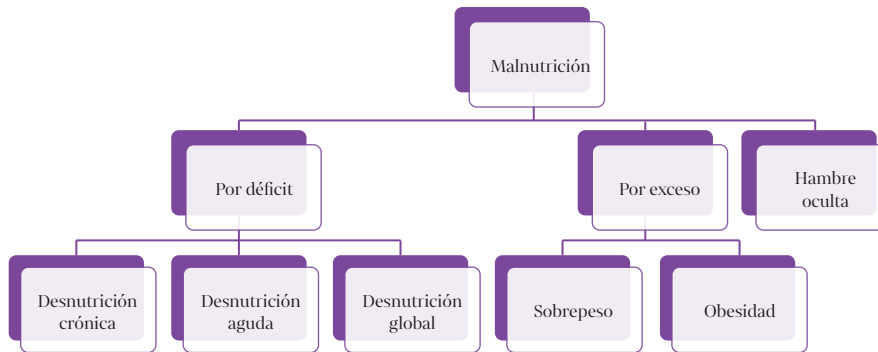 Malnutrición
Por déficit
Por exceso
Hambre
oculta
Desnutrición
crónica
Desnutrición
aguda
Desnutrición
global
Sobrepeso
Obesidad